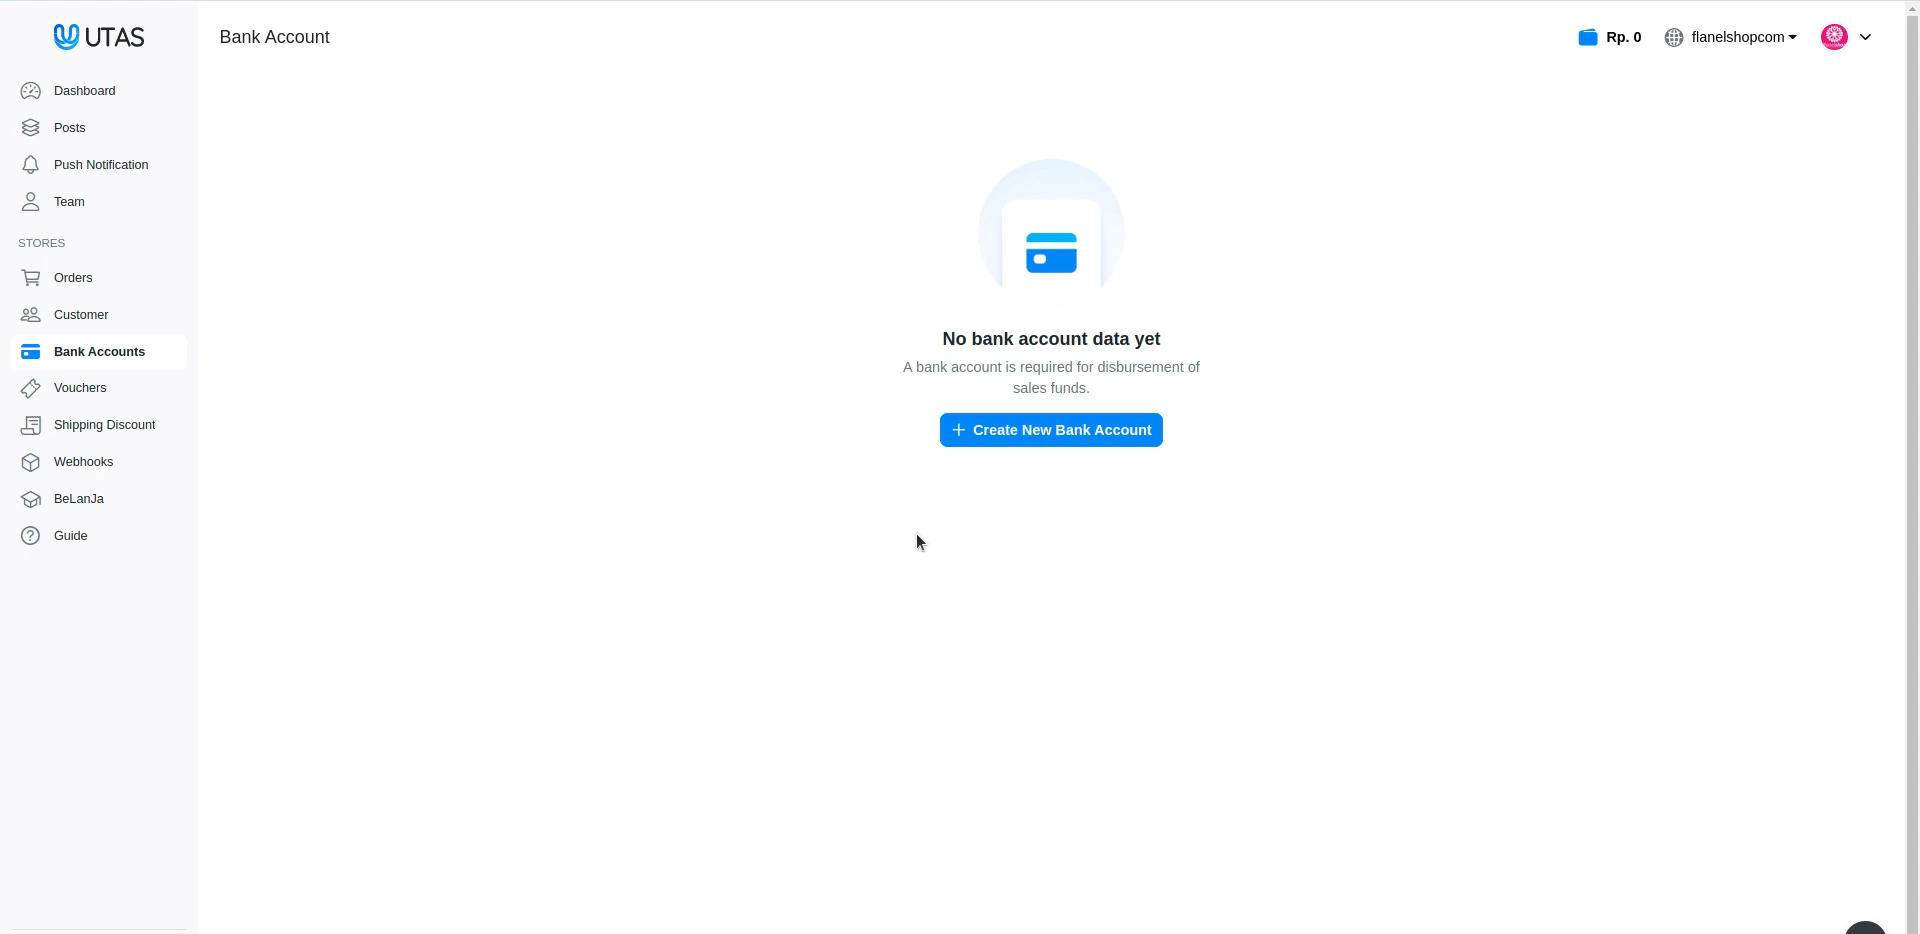 UTAS
Bank Account
Rp. 0
flanelshopcom
Dashboard
Posts
Push Notification
Team
STORES
Orders
Customer
Bank Accounts
Vouchers
Shipping Discount
Webhooks
BeLanJa
Guide
No bank account data yet
A bank account is required for disbursement of
sales funds.
+ Create New Bank Account